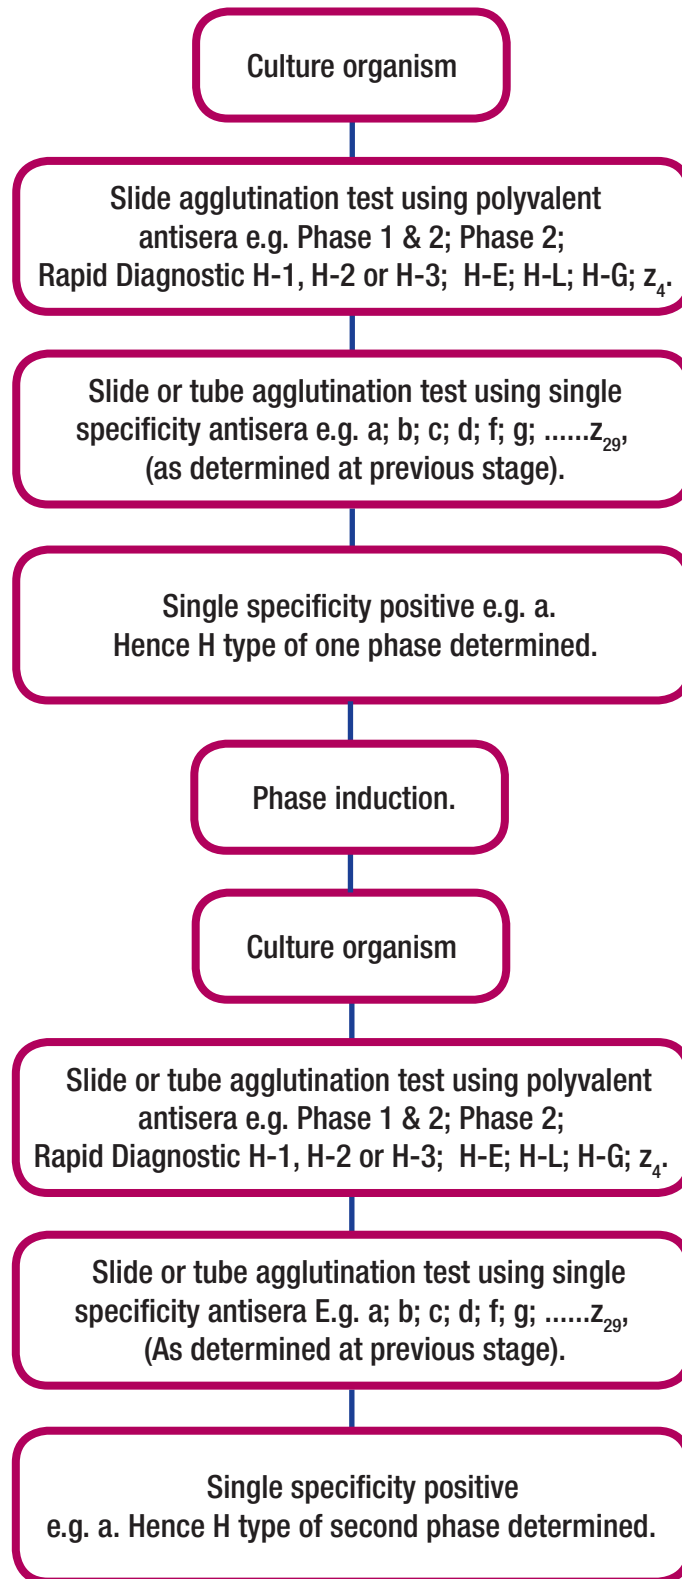 Culture organism
Slide agglutination test using polyvalent
antisera e.g. Phase 1 & 2; Phase 2;
Rapid Diagnostic H-1, H-2 or H-3; H-E; H-L; H-G; z₄.
Slide or tube agglutination test using single
specificity antisera e.g. a; b; c; d; f; g; ......z₂₉,
(as determined at previous stage).
Single specificity positive e.g. a.
Hence H type of one phase determined.
Phase induction.
Culture organism
Slide or tube agglutination test using polyvalent
antisera e.g. Phase 1 & 2; Phase 2;
Rapid Diagnostic H-1, H-2 or H-3; H-E; H-L; H-G; z₄.
Slide or tube agglutination test using single
specificity antisera E.g. a; b; c; d; f; g; ......z₂₉,
(As determined at previous stage).
Single specificity positive
e.g. a. Hence H type of second phase determined.